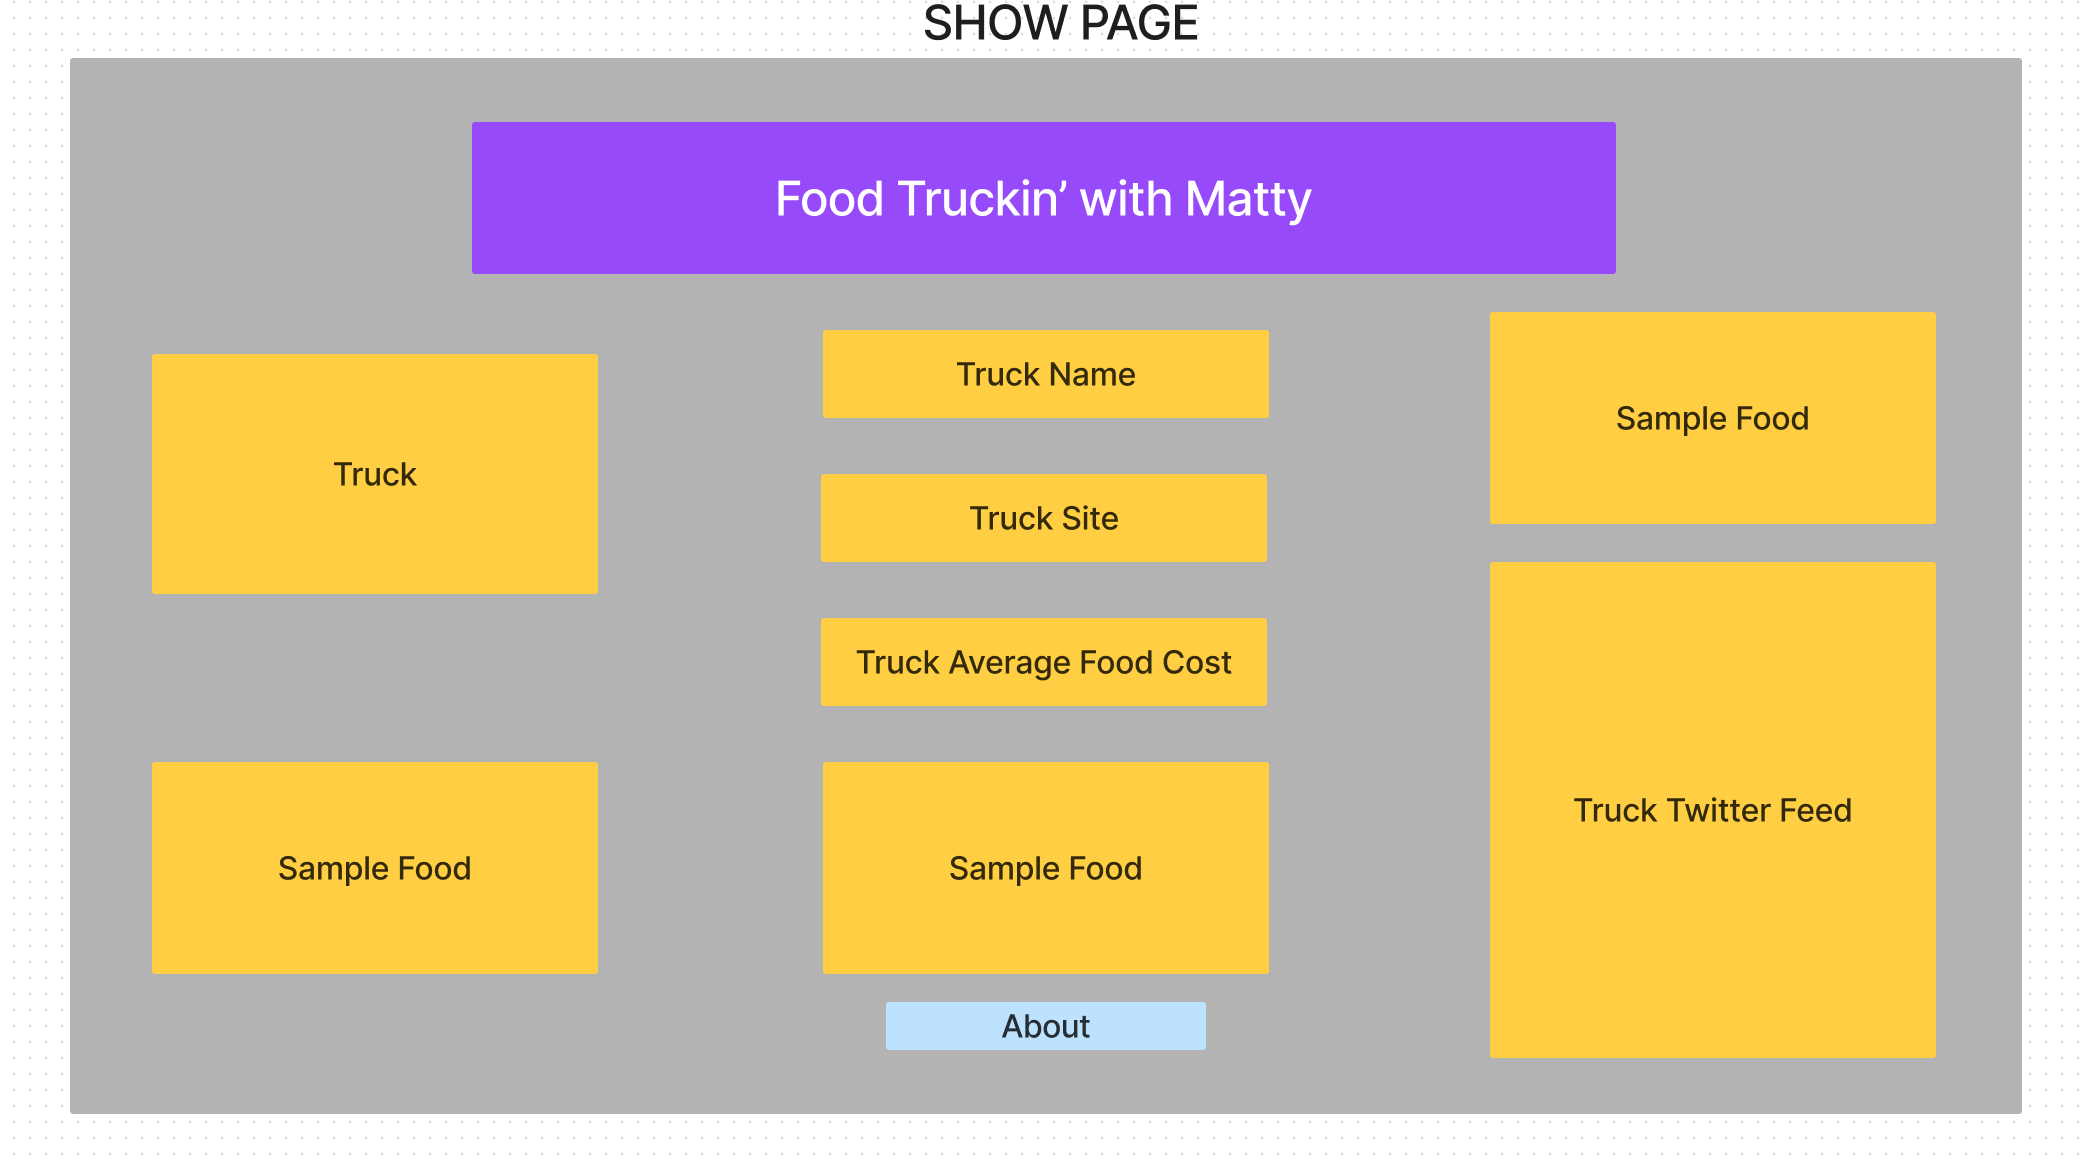 SHOW PAGE
Food Truckin’ with Matty
Truck
Truck Name
Truck Site
Truck Average Food Cost
Sample Food
Sample Food
Sample Food
Truck Twitter Feed
About